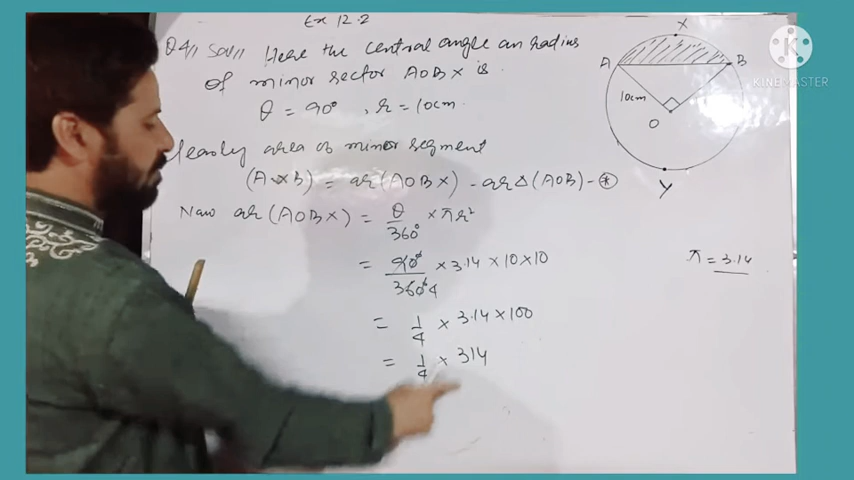 Ex 12.2
Q4// Sol// Here the central angle an radius
of minor sector AOBX is
θ = 90°, r = 10cm
learly area of minor segment
(AXB) = ar(AOBX) - arΔ(AOB) - ⊛
Now ar(AOBX) = θ/360° × πr²
= 90°/360° 4 × 3.14 × 10 × 10
= 1/4 × 3.14 × 100
= 1/4 × 314
π = 3.14
X
A
B
10cm
O
Y
K
KINEMASTER